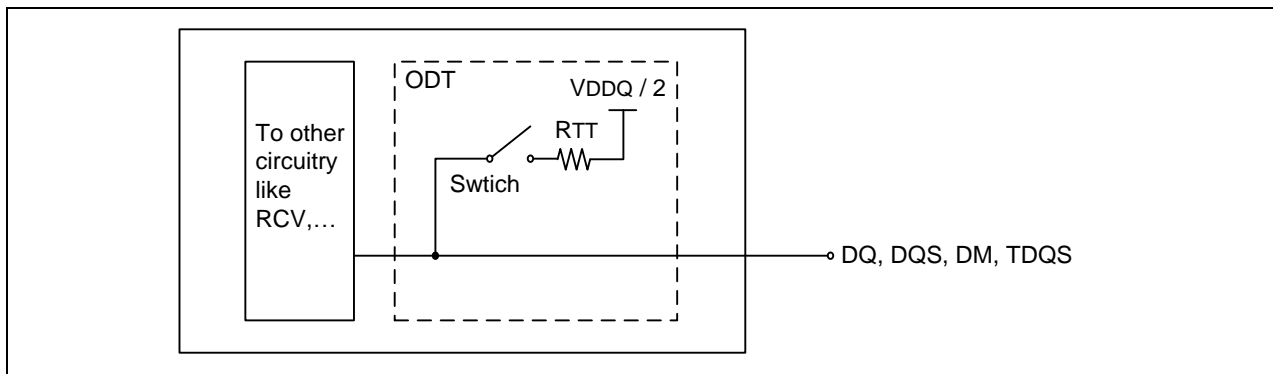 ODT
VDDQ / 2
RTT
Swtich
To other
circuitry
like
RCV,…
DQ, DQS, DM, TDQS